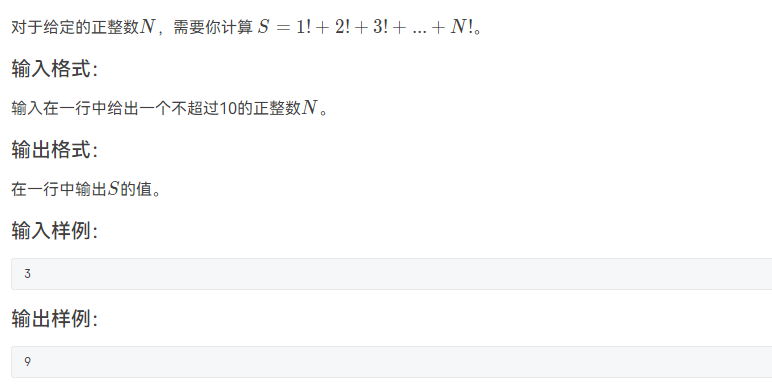 对于给定的正整数N，需要你计算 S = 1! + 2! + 3! + ... + N!。
输入格式：
输入在一行中给出一个不超过10的正整数N。
输出格式：
在一行中输出S的值。
输入样例：
3
输出样例：
9